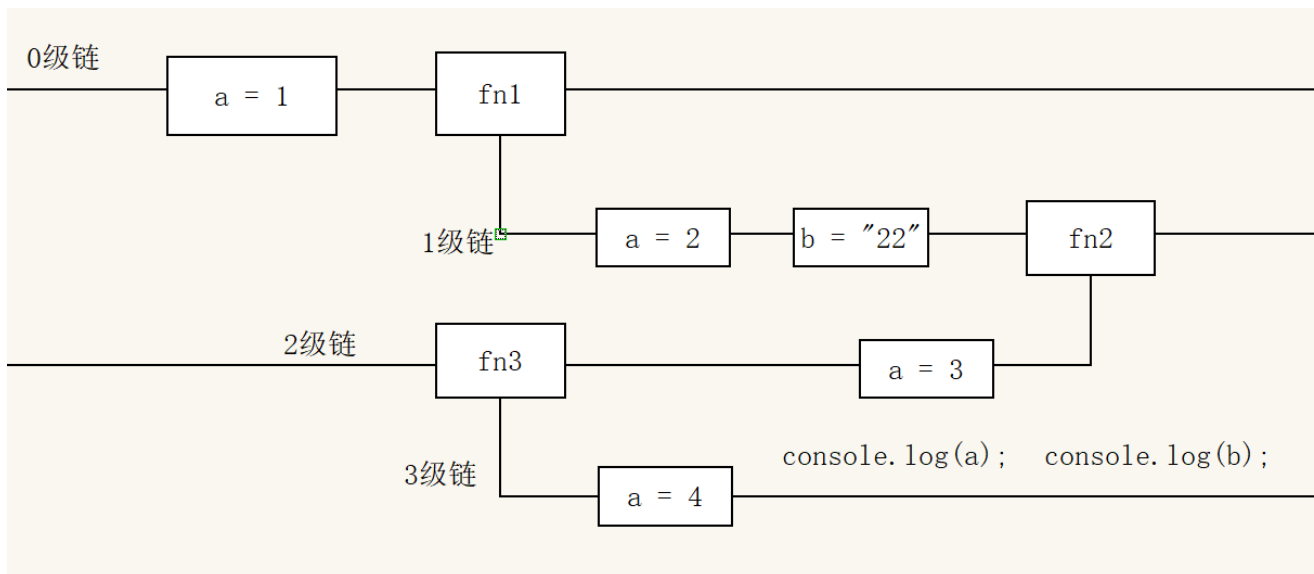 0级链
a = 1
fn1
1级链
a = 2
b = "22"
fn2
2级链
fn3
a = 3
3级链
a = 4
console.log(a); console.log(b);